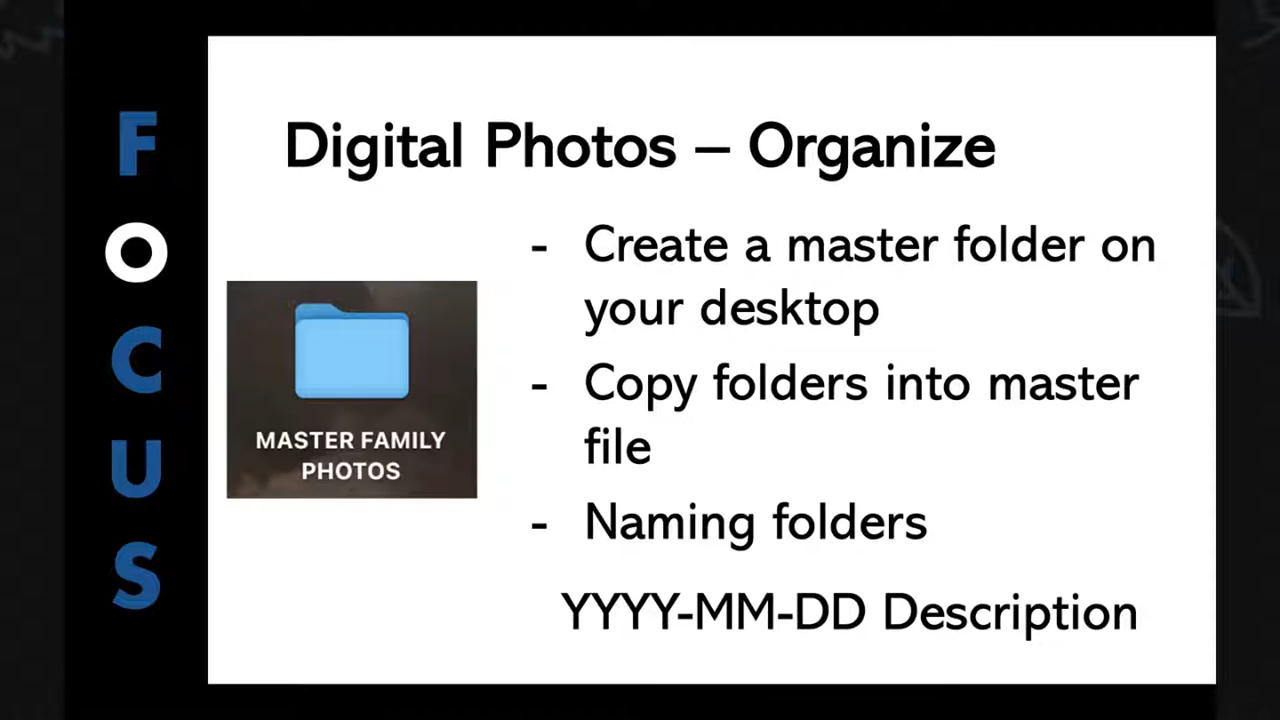 F
O
C
U
S
Digital Photos – Organize
- Create a master folder on
your desktop
- Copy folders into master
file
- Naming folders
YYYY-MM-DD Description
MASTER FAMILY
PHOTOS